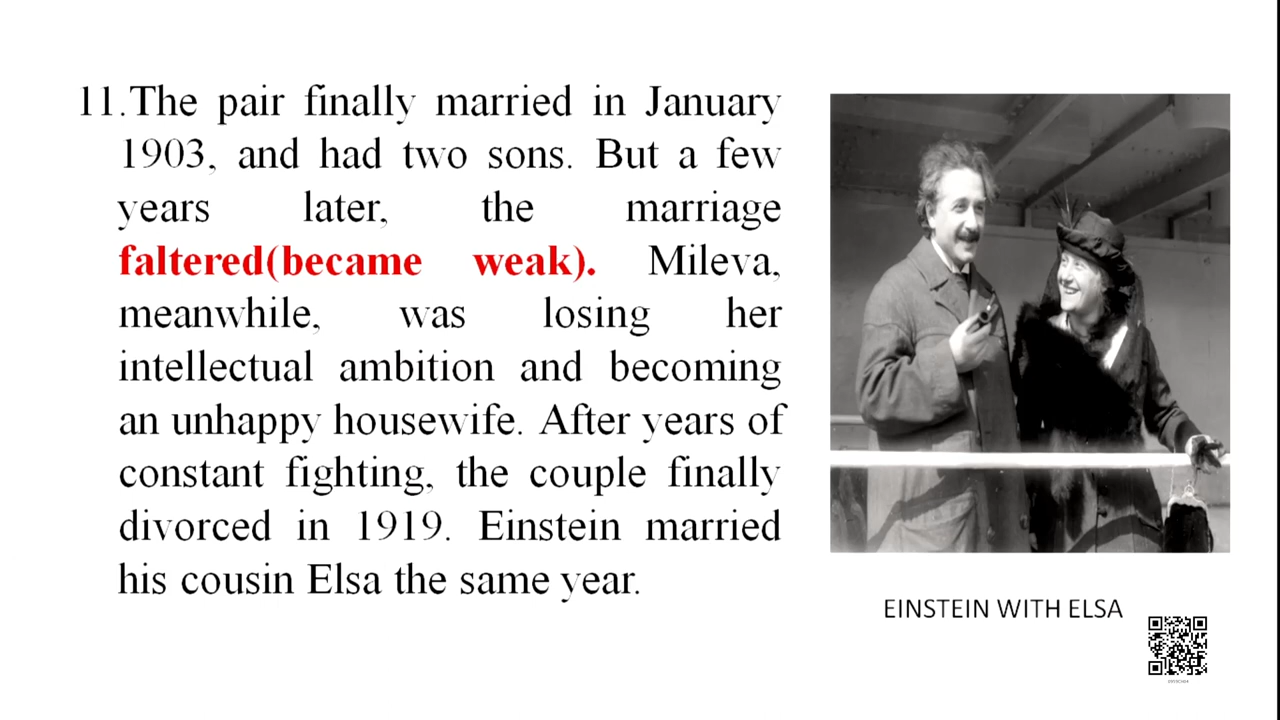 11.The pair finally married in January
1903, and had two sons. But a few
years later, the marriage
faltered(became weak). Mileva,
meanwhile, was losing her
intellectual ambition and becoming
an unhappy housewife. After years of
constant fighting, the couple finally
divorced in 1919. Einstein married
his cousin Elsa the same year.
EINSTEIN WITH ELSA